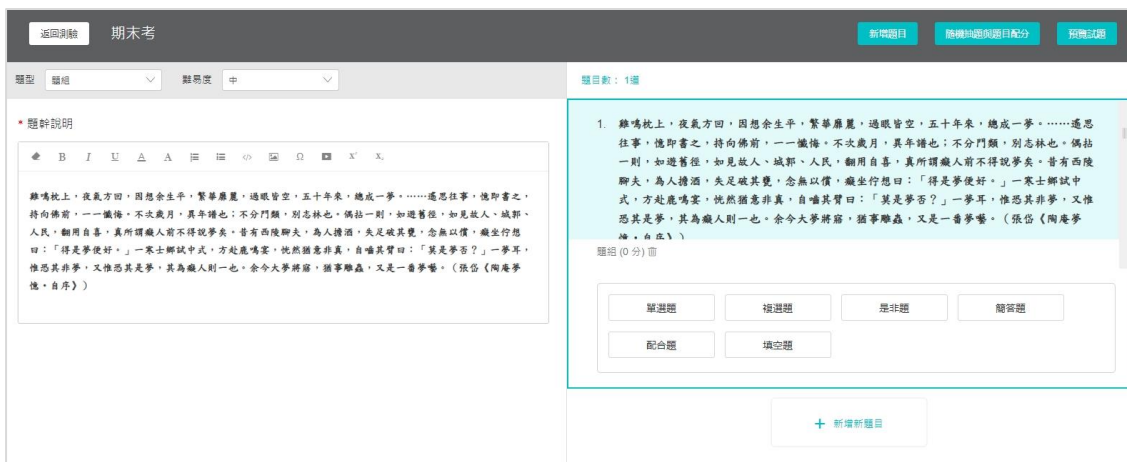 返回測驗 期末考 新增題目 隨機抽題與題目配分 預覽試題
題型 題組 難易度 中
* 題幹說明
B I U A A Ω X X
雞鳴枕上，夜氣方回，因想余生平，繁華靡麗，過眼皆空，五十年來，總成一夢。……遙思往事，憶即書之，
持向佛前，一一懺悔。不次歲月，異年譜也；不分門類，別志林也。偶拈一則，如遊舊徑，如見故人、城郭、
人民，翻用自喜，真所謂癡人前不得說夢矣。昔有西陵腳夫，為人擔酒，失足破其甕，念無以償，癡坐佇想
曰：「得是夢便好。」一寒士鄉試中式，方赴鹿鳴宴，恍然猶意非真，自嚙其臂曰：「莫是夢否？」一夢耳，
惟恐其非夢，又惟恐其是夢，其為癡人則一也。余今大夢將寤，猶事雕蟲，又是一番夢囈。（張岱《陶庵夢
憶·自序》）
題目數： 1道
1. 雞鳴枕上，夜氣方回，因想余生平，繁華靡麗，過眼皆空，五十年來，總成一夢。……遙思
往事，憶即書之，持向佛前，一一懺悔。不次歲月，異年譜也；不分門類，別志林也。偶拈
一則，如遊舊徑，如見故人、城郭、人民，翻用自喜，真所謂癡人前不得說夢矣。昔有西陵
腳夫，為人擔酒，失足破其甕，念無以償，癡坐佇想曰：「得是夢便好。」一寒士鄉試中
式，方赴鹿鳴宴，恍然猶意非真，自嚙其臂曰：「莫是夢否？」一夢耳，惟恐其非夢，又惟
恐其是夢，其為癡人則一也。余今大夢將寤，猶事雕蟲，又是一番夢囈。（張岱《陶庵夢
憶·自序》）
題組 (0 分)
單選題 複選題 是非題 簡答題
配合題 填空題
+ 新增新題目